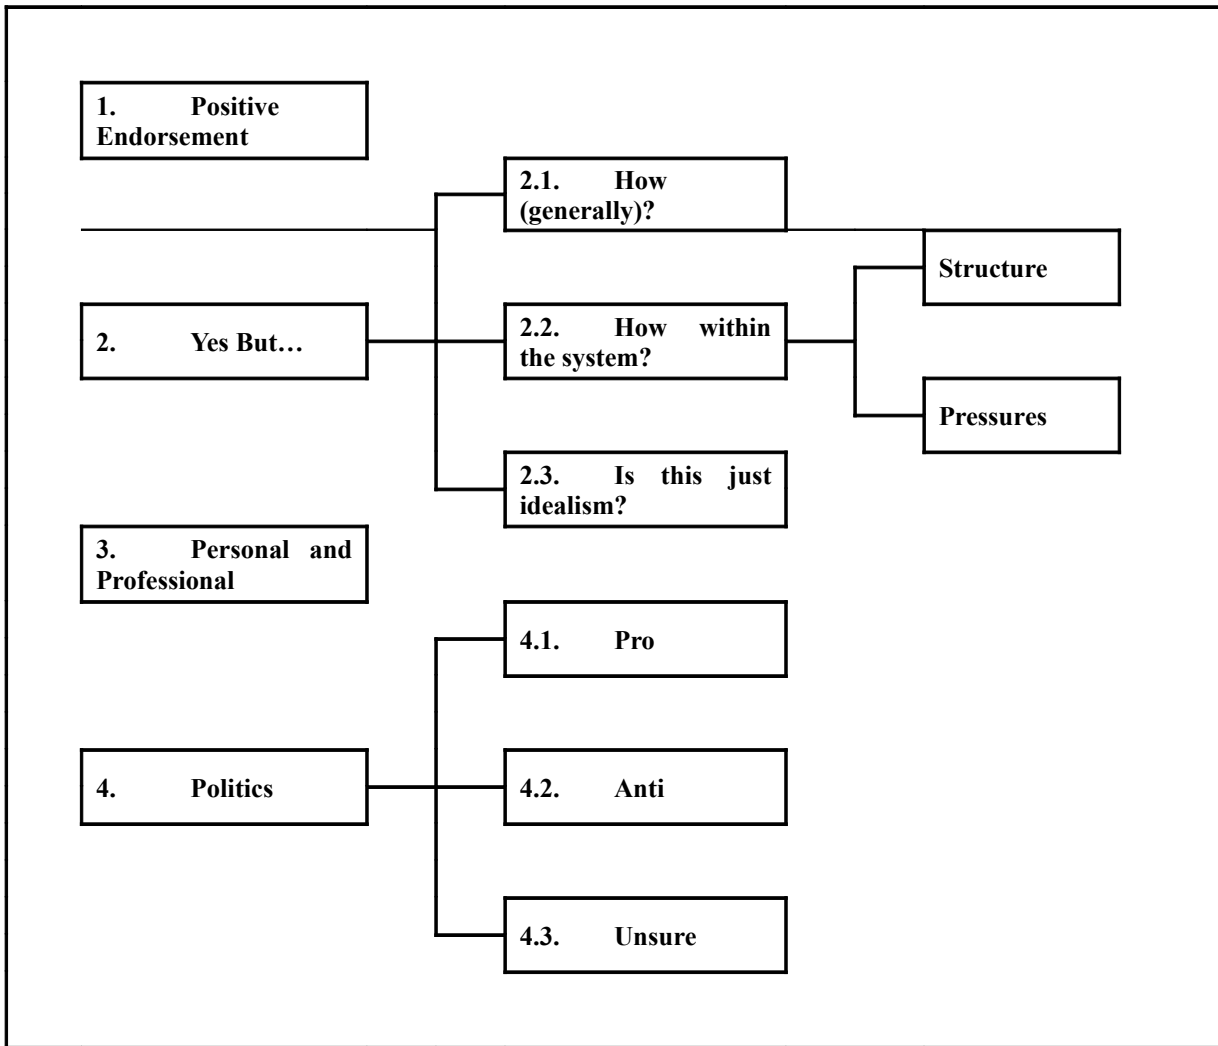 1. Positive
Endorsement
2.1. How
(generally)?
Structure
2. Yes But…
2.2. How within
the system?
Pressures
2.3. Is this just
idealism?
3. Personal and
Professional
4.1. Pro
4. Politics
4.2. Anti
4.3. Unsure